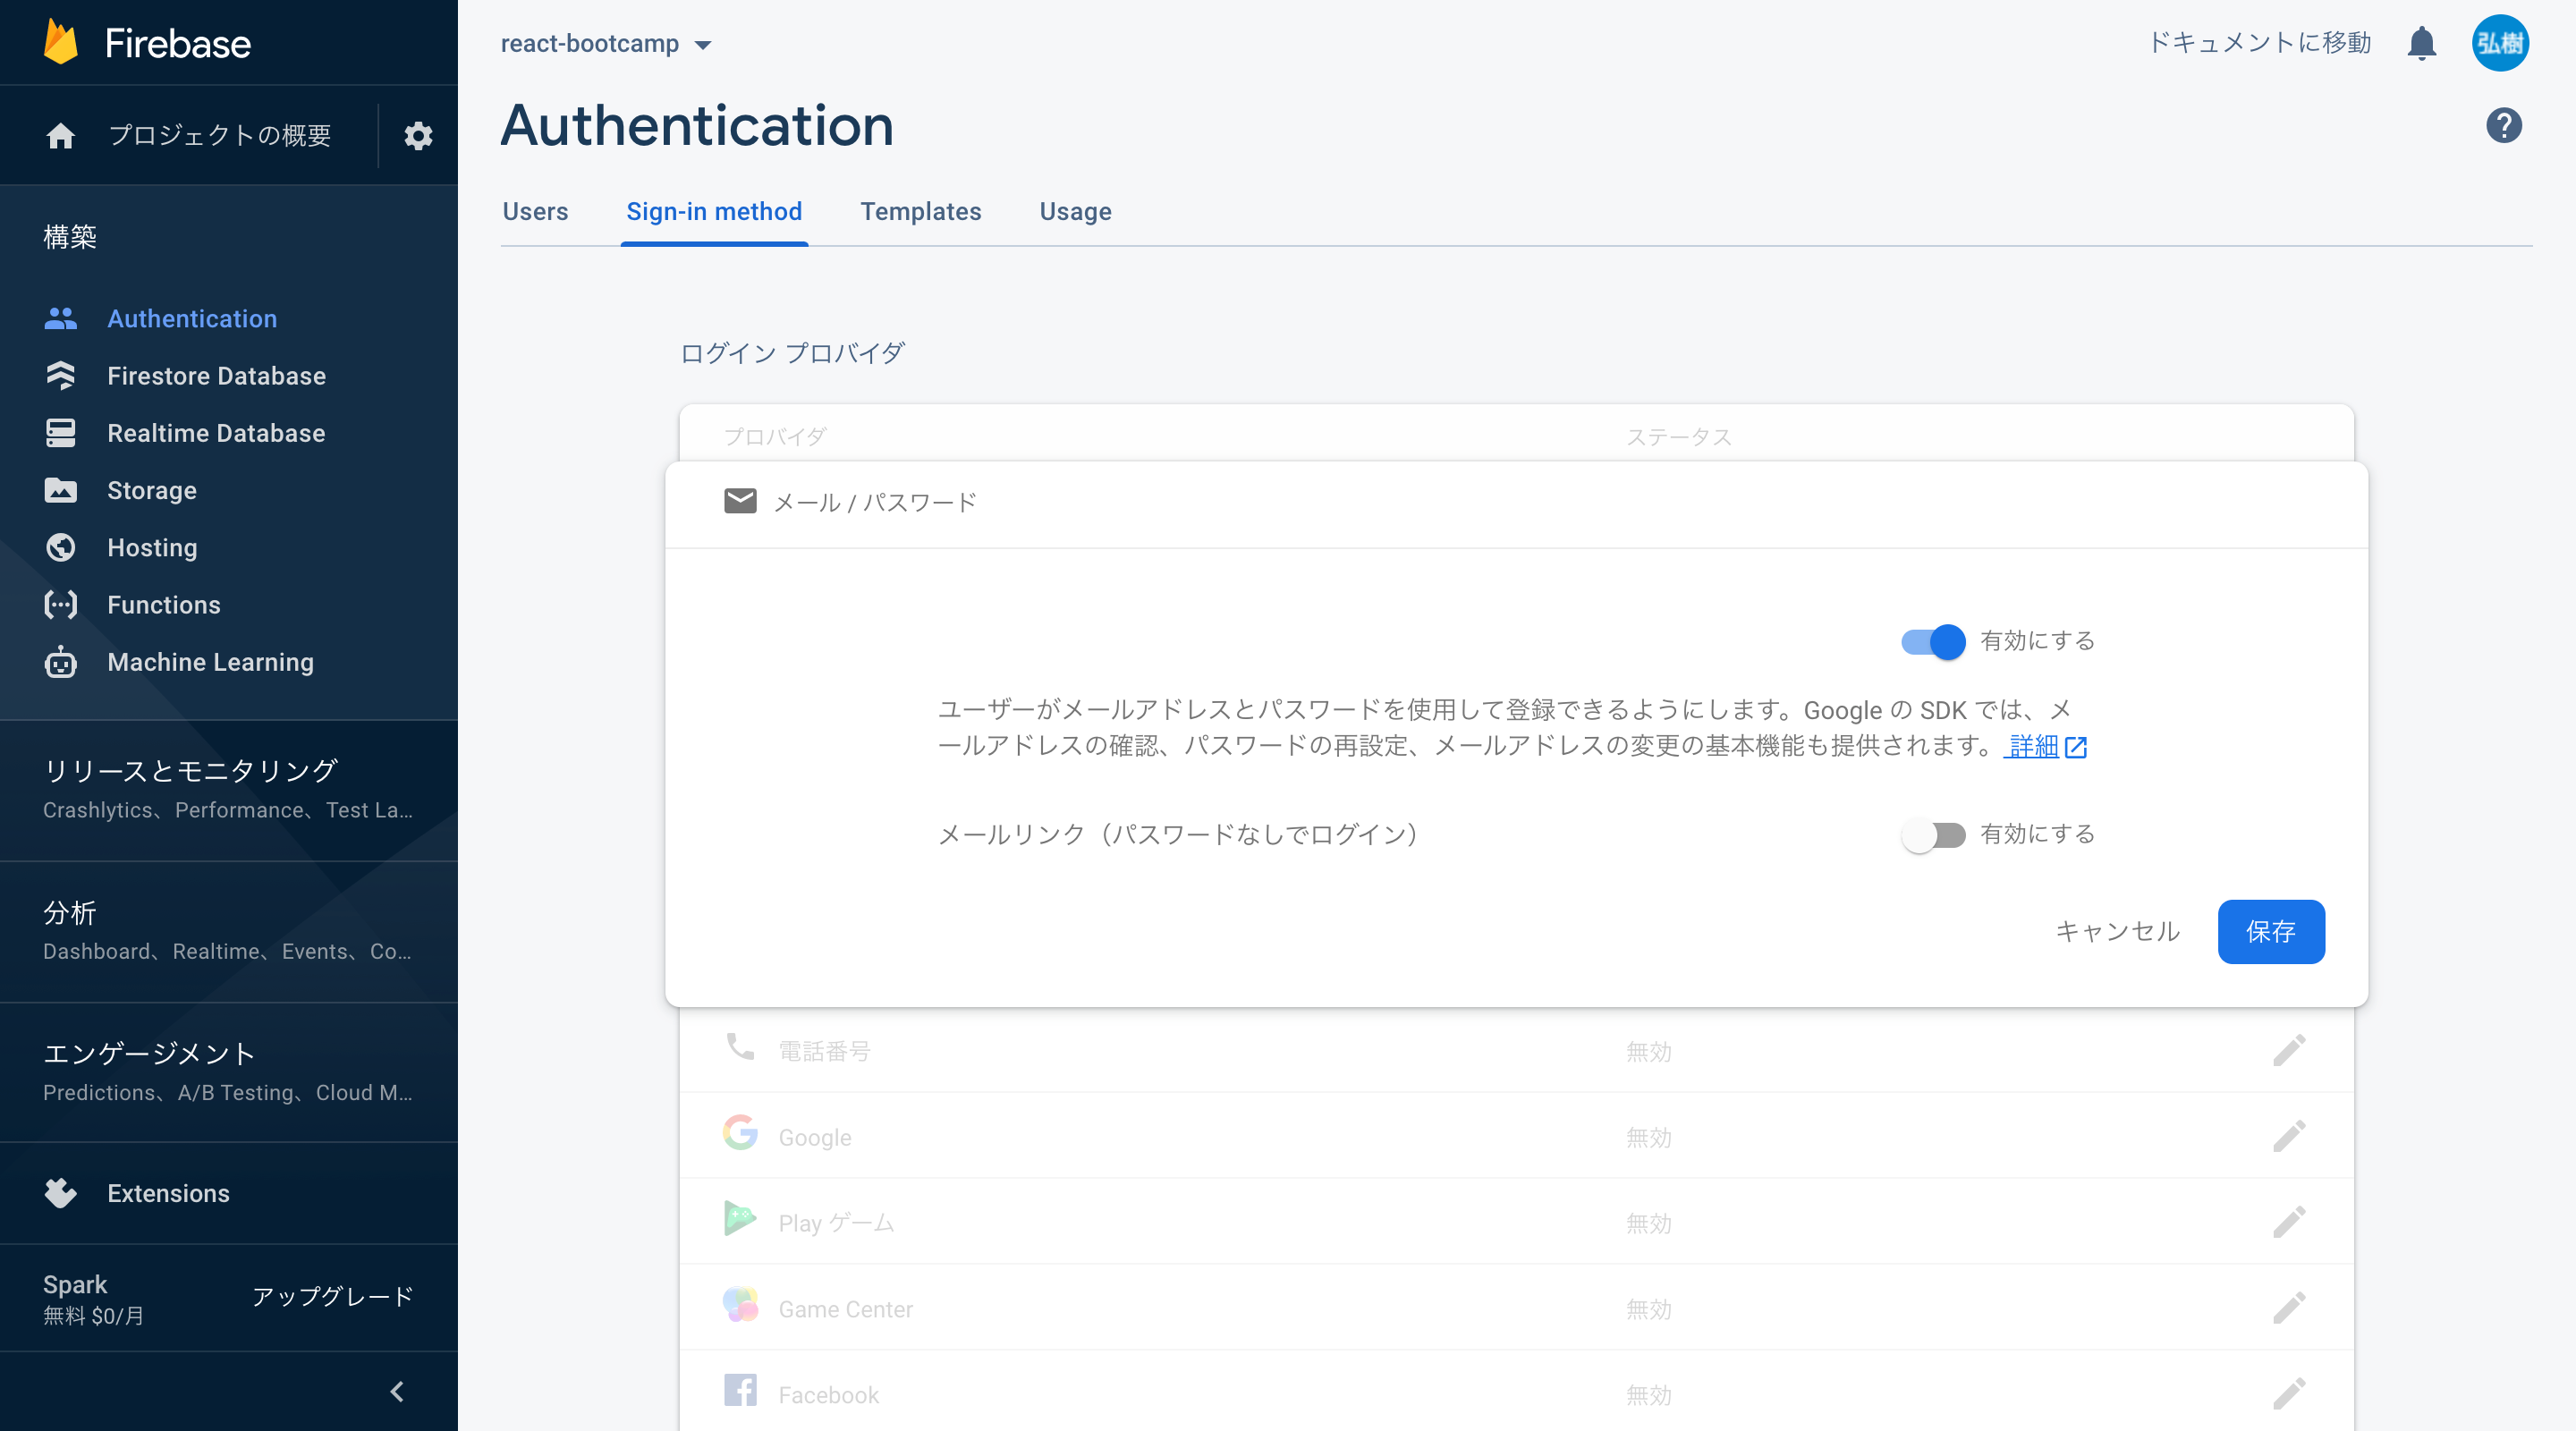 Firebase
プロジェクトの概要
構築
Authentication
Firestore Database
Realtime Database
Storage
Hosting
Functions
Machine Learning
リリースとモニタリング
Crashlytics、Performance、Test La...
分析
Dashboard、Realtime、Events、Co...
エンゲージメント
Predictions、A/B Testing、Cloud M...
Extensions
Spark
無料 $0/月
アップグレード
react-bootcamp
ドキュメントに移動
弘樹
Authentication
?
Users
Sign-in method
Templates
Usage
ログイン プロバイダ
プロバイダ
ステータス
メール / パスワード
有効にする
ユーザーがメールアドレスとパスワードを使用して登録できるようにします。Google の SDK では、メ
ールアドレスの確認、パスワードの再設定、メールアドレスの変更の基本機能も提供されます。 詳細
メールリンク（パスワードなしでログイン）
有効にする
キャンセル
保存
電話番号
無効
Google
無効
Play ゲーム
無効
Game Center
無効
Facebook
無効